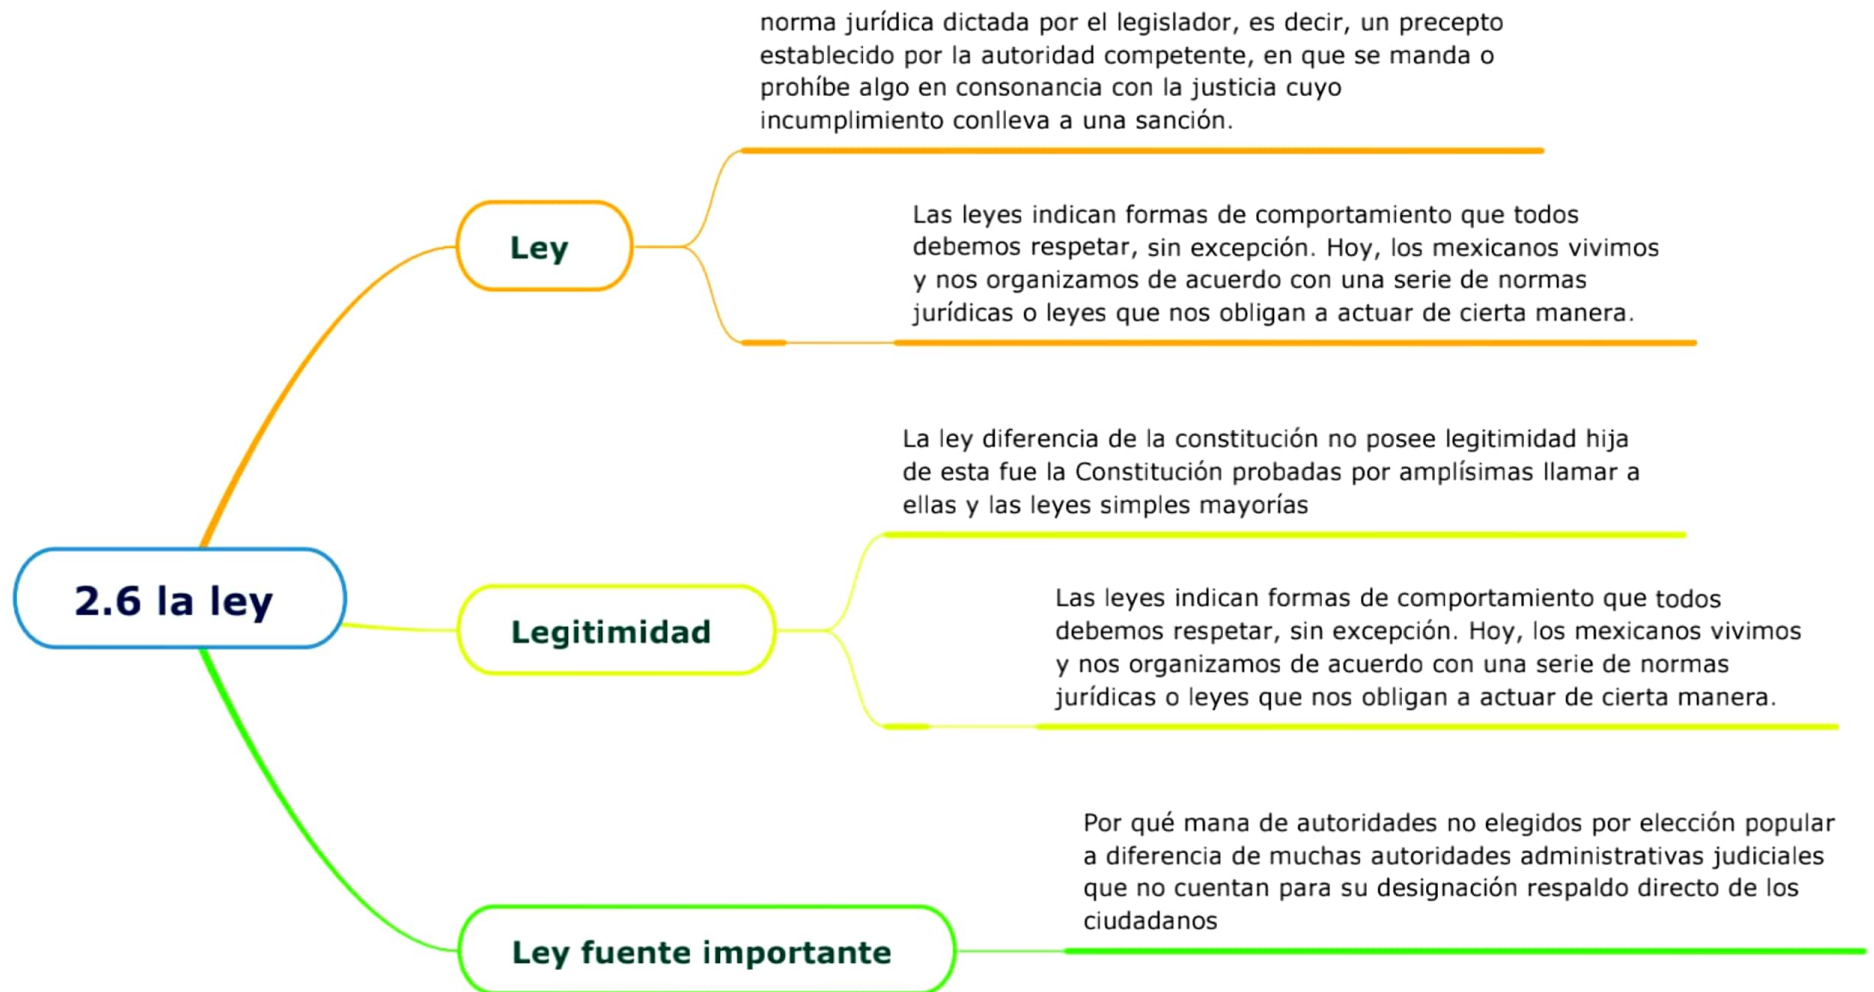 norma jurídica dictada por el legislador, es decir, un precepto
establecido por la autoridad competente, en que se manda o
prohíbe algo en consonancia con la justicia cuyo
incumplimiento conlleva a una sanción.
Ley
Las leyes indican formas de comportamiento que todos
debemos respetar, sin excepción. Hoy, los mexicanos vivimos
y nos organizamos de acuerdo con una serie de normas
jurídicas o leyes que nos obligan a actuar de cierta manera.
La ley diferencia de la constitución no posee legitimidad hija
de esta fue la Constitución probadas por amplísimas llamar a
ellas y las leyes simples mayorías
2.6 la ley
Legitimidad
Las leyes indican formas de comportamiento que todos
debemos respetar, sin excepción. Hoy, los mexicanos vivimos
y nos organizamos de acuerdo con una serie de normas
jurídicas o leyes que nos obligan a actuar de cierta manera.
Por qué mana de autoridades no elegidos por elección popular
a diferencia de muchas autoridades administrativas judiciales
que no cuentan para su designación respaldo directo de los
ciudadanos
Ley fuente importante